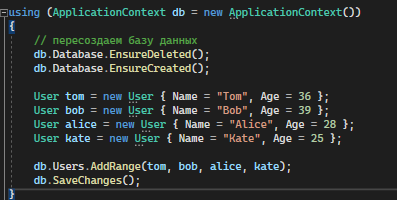 using (ApplicationContext db = new ApplicationContext())
{
// пересоздаем базу данных
db.Database.EnsureDeleted();
db.Database.EnsureCreated();
User tom = new User { Name = "Tom", Age = 36 };
User bob = new User { Name = "Bob", Age = 39 };
User alice = new User { Name = "Alice", Age = 28 };
User kate = new User { Name = "Kate", Age = 25 };
db.Users.AddRange(tom, bob, alice, kate);
db.SaveChanges();
}